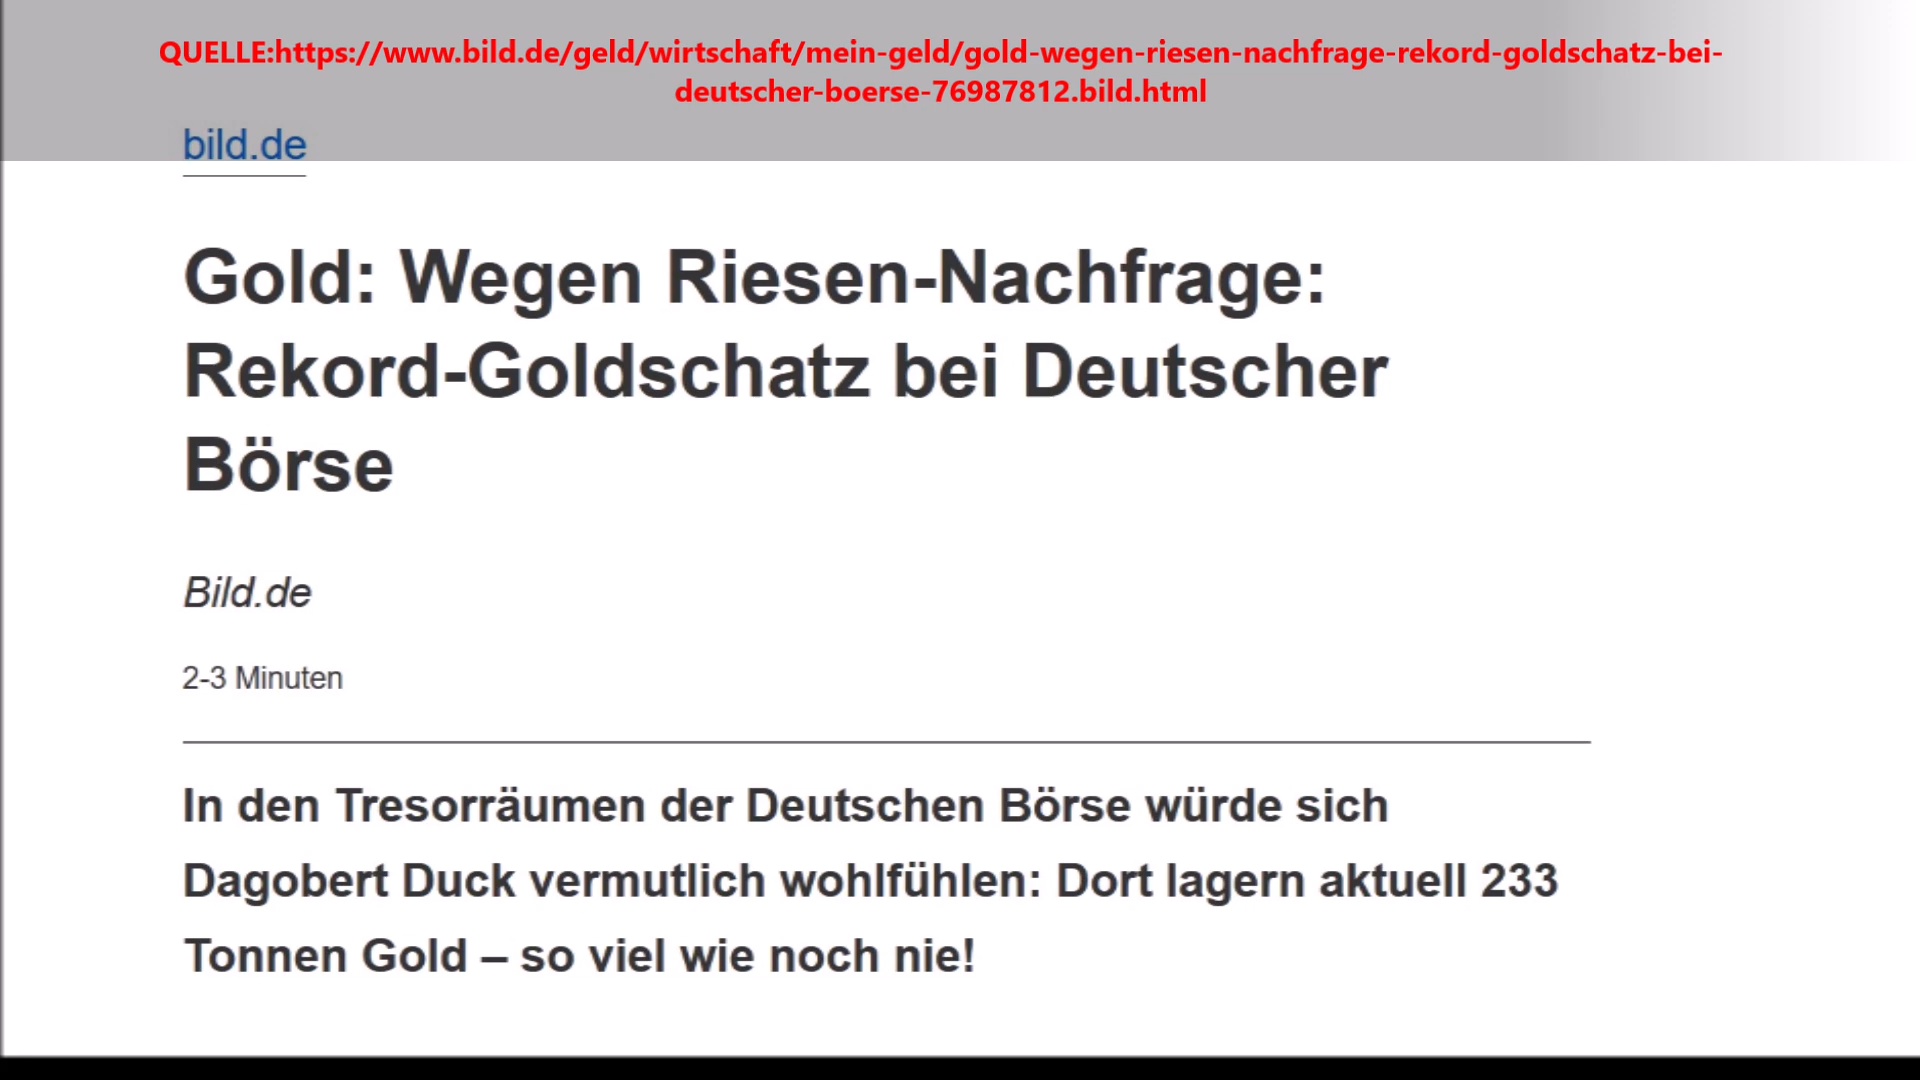 QUELLE:https://www.bild.de/geld/wirtschaft/mein-geld/gold-wegen-riesen-nachfrage-rekord-goldschatz-bei-
deutscher-boerse-76987812.bild.html
bild.de
Gold: Wegen Riesen-Nachfrage:
Rekord-Goldschatz bei Deutscher
Börse
Bild.de
2-3 Minuten
In den Tresorräumen der Deutschen Börse würde sich
Dagobert Duck vermutlich wohlfühlen: Dort lagern aktuell 233
Tonnen Gold – so viel wie noch nie!